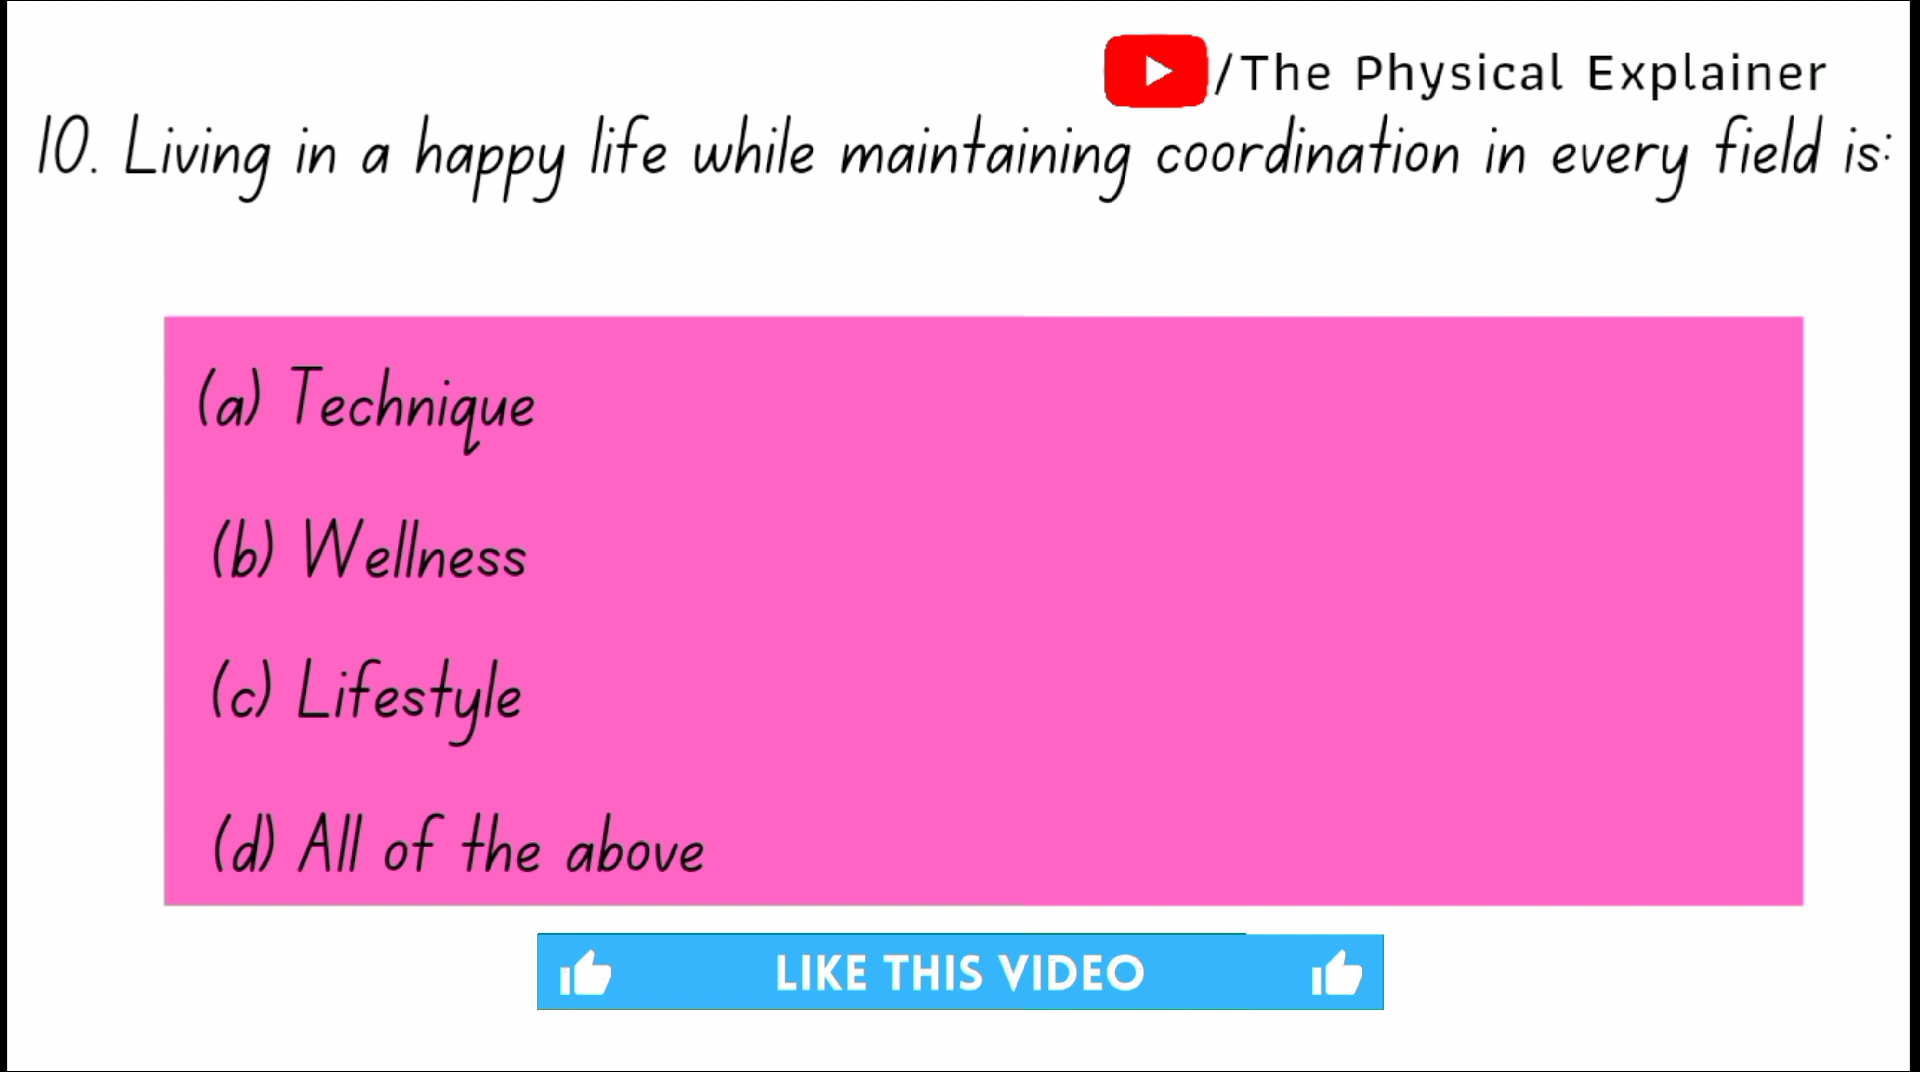 /The Physical Explainer
10. Living in a happy life while maintaining coordination in every field is:
(a) Technique
(b) Wellness
(c) Lifestyle
(d) All of the above
LIKE THIS VIDEO